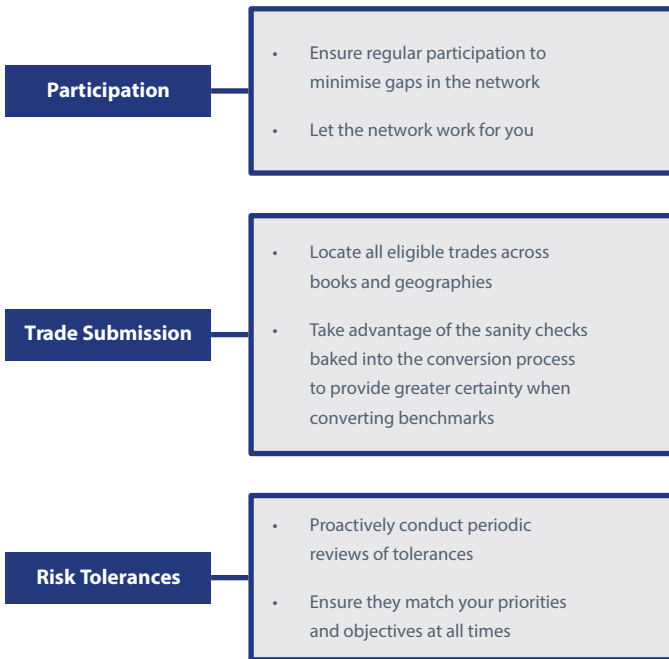 Participation
• Ensure regular participation to
minimise gaps in the network
• Let the network work for you
Trade Submission
• Locate all eligible trades across
books and geographies
• Take advantage of the sanity checks
baked into the conversion process
to provide greater certainty when
converting benchmarks
Risk Tolerances
• Proactively conduct periodic
reviews of tolerances
• Ensure they match your priorities
and objectives at all times